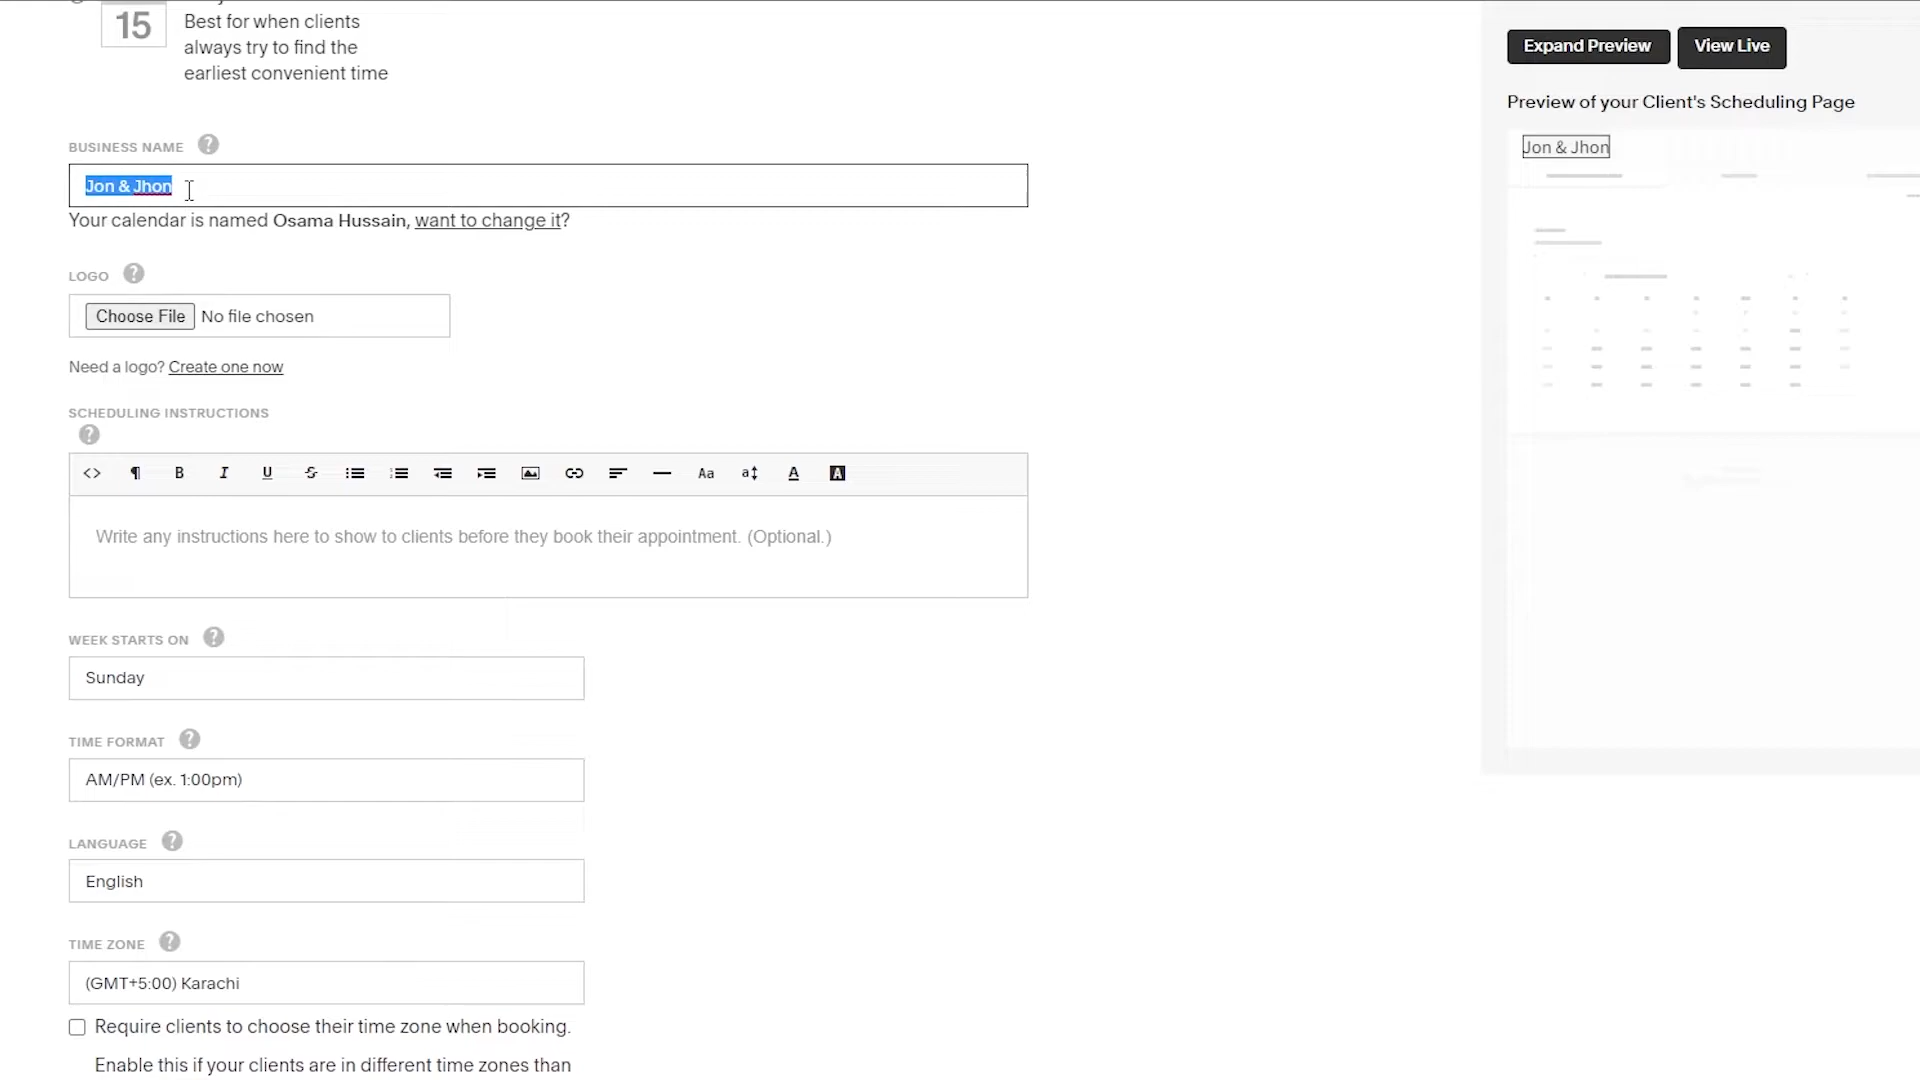 15
Best for when clients
always try to find the
earliest convenient time
BUSINESS NAME ?
Jon & Jhon
Your calendar is named Osama Hussain, want to change it?
LOGO ?
Choose File No file chosen
Need a logo? Create one now
SCHEDULING INSTRUCTIONS
?
<> ¶ B I U S Aa a A A
Write any instructions here to show to clients before they book their appointment. (Optional.)
WEEK STARTS ON ?
Sunday
TIME FORMAT ?
AM/PM (ex. 1:00pm)
LANGUAGE ?
English
TIME ZONE ?
(GMT+5:00) Karachi
Require clients to choose their time zone when booking.
Enable this if your clients are in different time zones than
Expand Preview View Live
Preview of your Client's Scheduling Page
Jon & Jhon